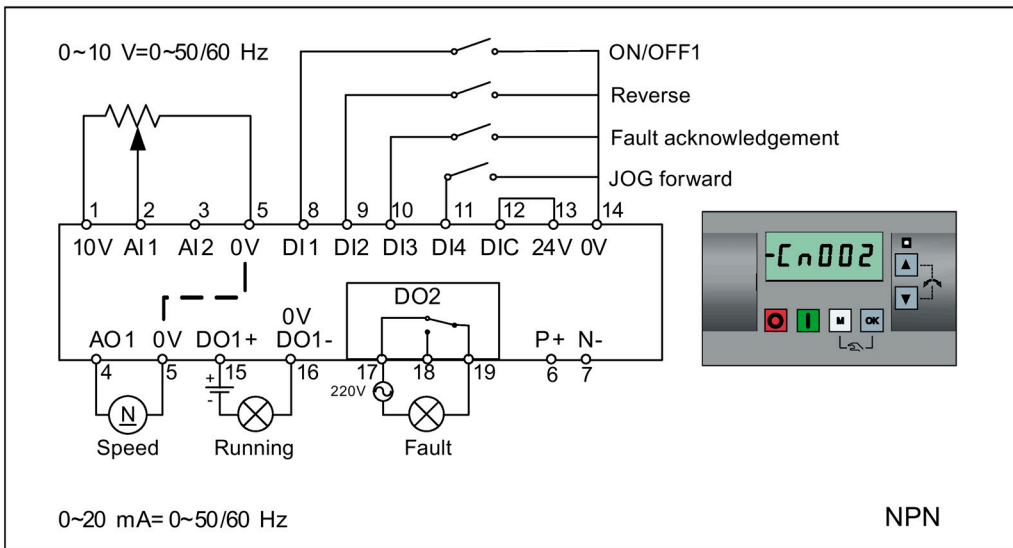 0~10 V=0~50/60 Hz
ON/OFF1
Reverse
Fault acknowledgement
JOG forward
1 2 3 5 8 9 10 11 12 13 14
10V AI1 AI2 0V DI1 DI2 DI3 DI4 DIC 24V 0V
-Cn002
M OK
DO2
0V
AO1 0V DO1+ DO1- P+ N-
4 5 15 16 17 18 19 6 7
+
-
220V
N
Speed Running Fault
0~20 mA= 0~50/60 Hz
NPN